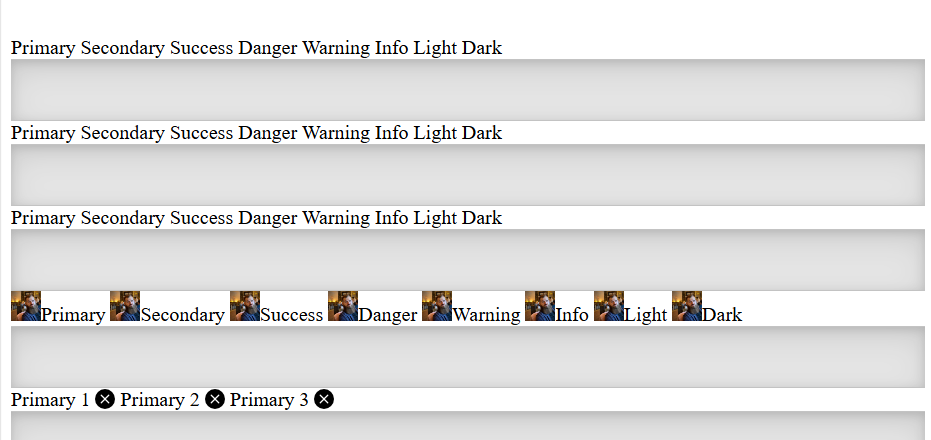 Primary Secondary Success Danger Warning Info Light Dark
Primary Secondary Success Danger Warning Info Light Dark
Primary Secondary Success Danger Warning Info Light Dark
Primary Secondary Success Danger Warning Info Light Dark
Primary 1 Primary 2 Primary 3